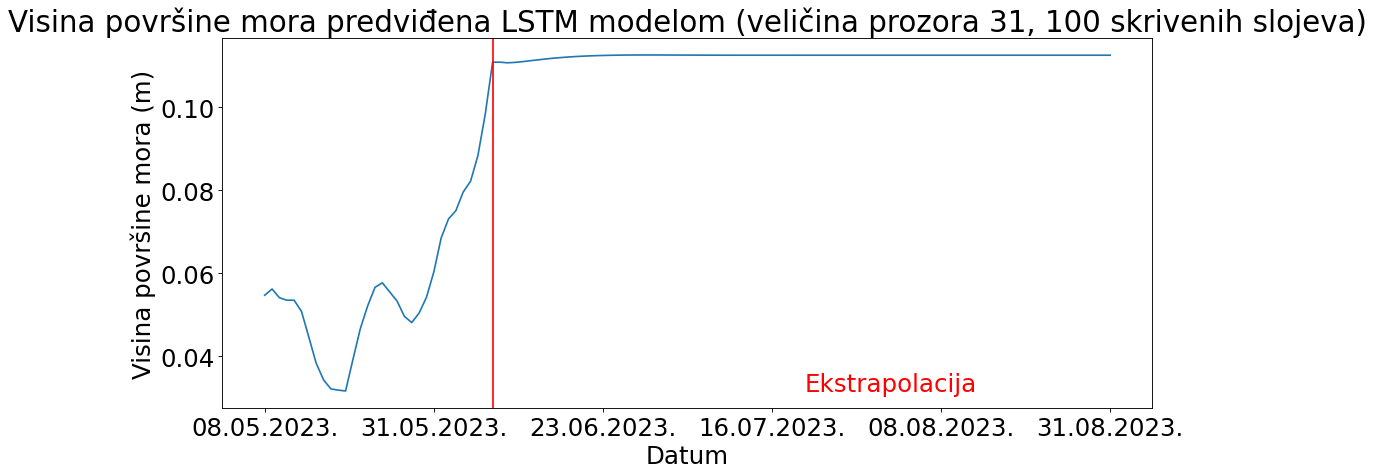 Visina površine mora predviđena LSTM modelom (veličina prozora 31, 100 skrivenih slojeva)
Visina površine mora (m)
0.10
0.08
0.06
0.04
Ekstrapolacija
08.05.2023. 31.05.2023. 23.06.2023. 16.07.2023. 08.08.2023. 31.08.2023.
Datum